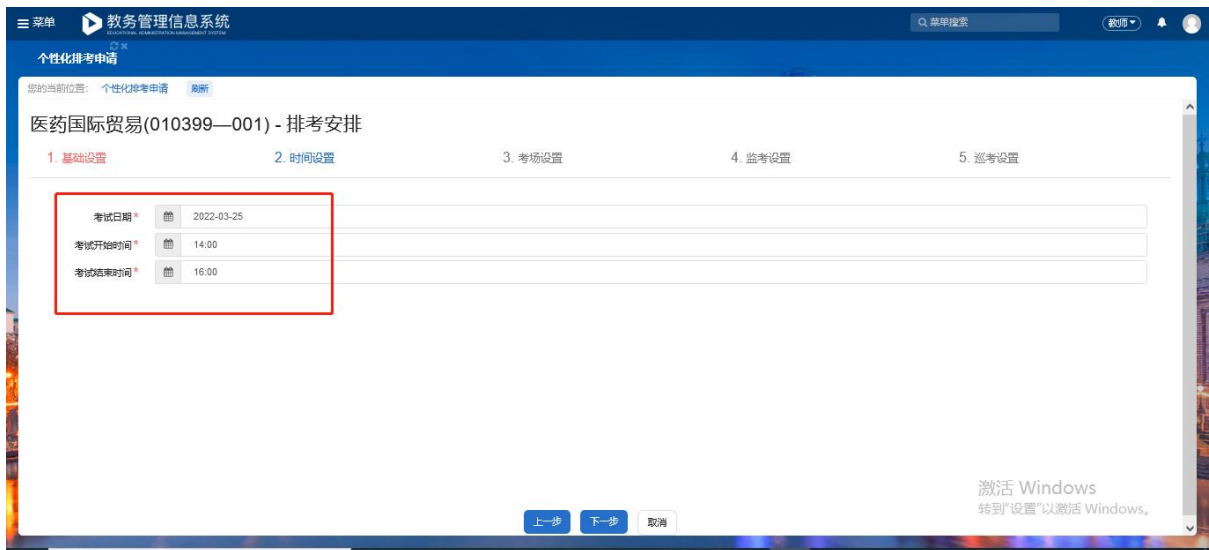 菜单 教务管理信息系统 菜单搜索 教师
EDUCATIONAL ADMINISTRATION MANAGEMENT SYSTEM
个性化排考申请
您的当前位置: 个性化排考申请 刷新
医药国际贸易(010399—001) - 排考安排
1. 基础设置 2. 时间设置 3. 考场设置 4. 监考设置 5. 巡考设置
考试日期* 2022-03-25
考试开始时间* 14:00
考试结束时间* 16:00
激活 Windows
转到"设置"以激活 Windows。
上一步 下一步 取消